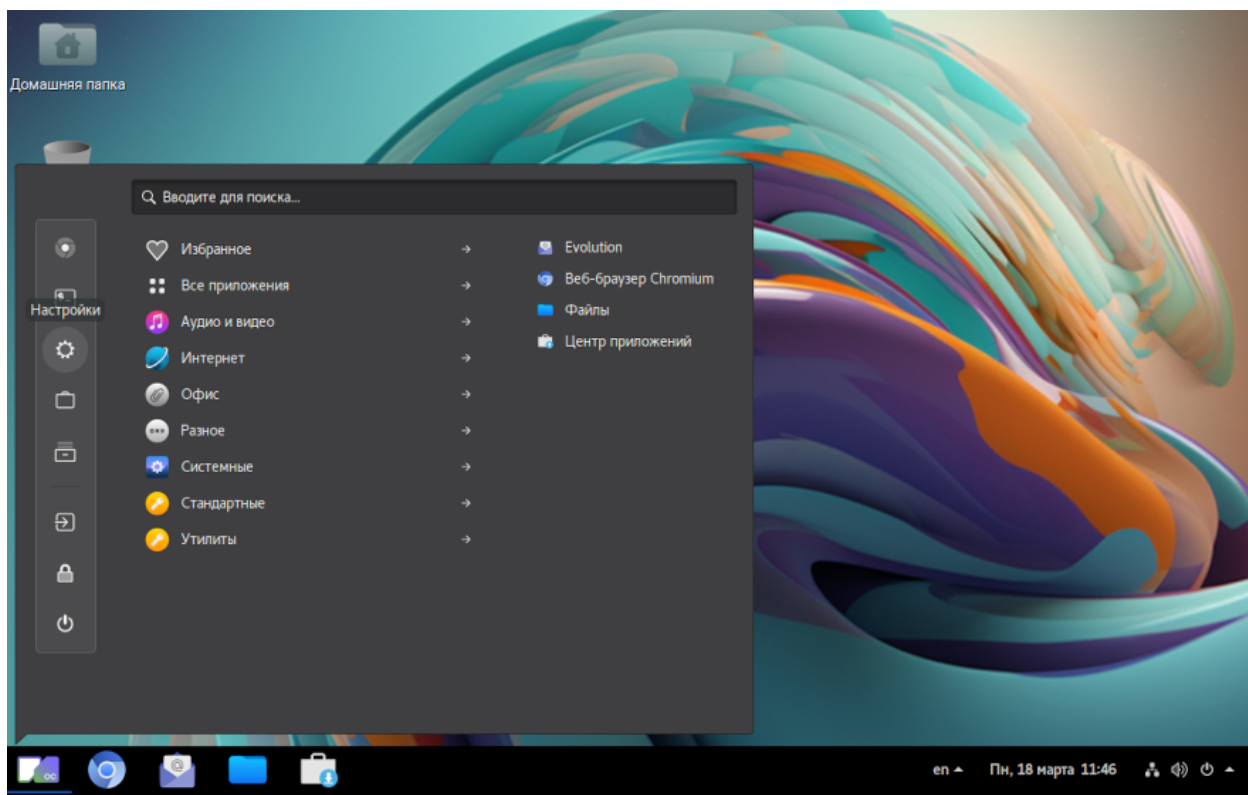 Домашняя папка
Вводите для поиска...
Настройки
Избранное
Все приложения
Аудио и видео
Интернет
Офис
Разное
Системные
Стандартные
Утилиты
Evolution
Веб-браузер Chromium
Файлы
Центр приложений
ос
en
Пн, 18 марта 11:46